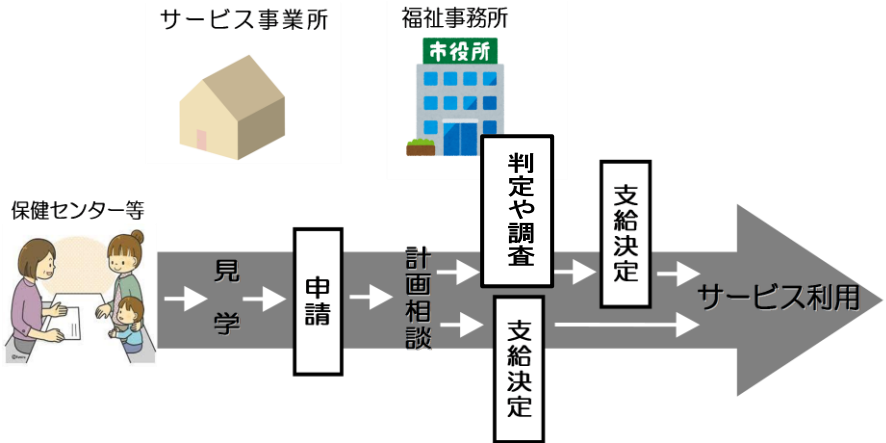 サービス事業所
福祉事務所
市役所
保健センター等
見学
申請
計画相談
判定や調査
支給決定
支給決定
サービス利用